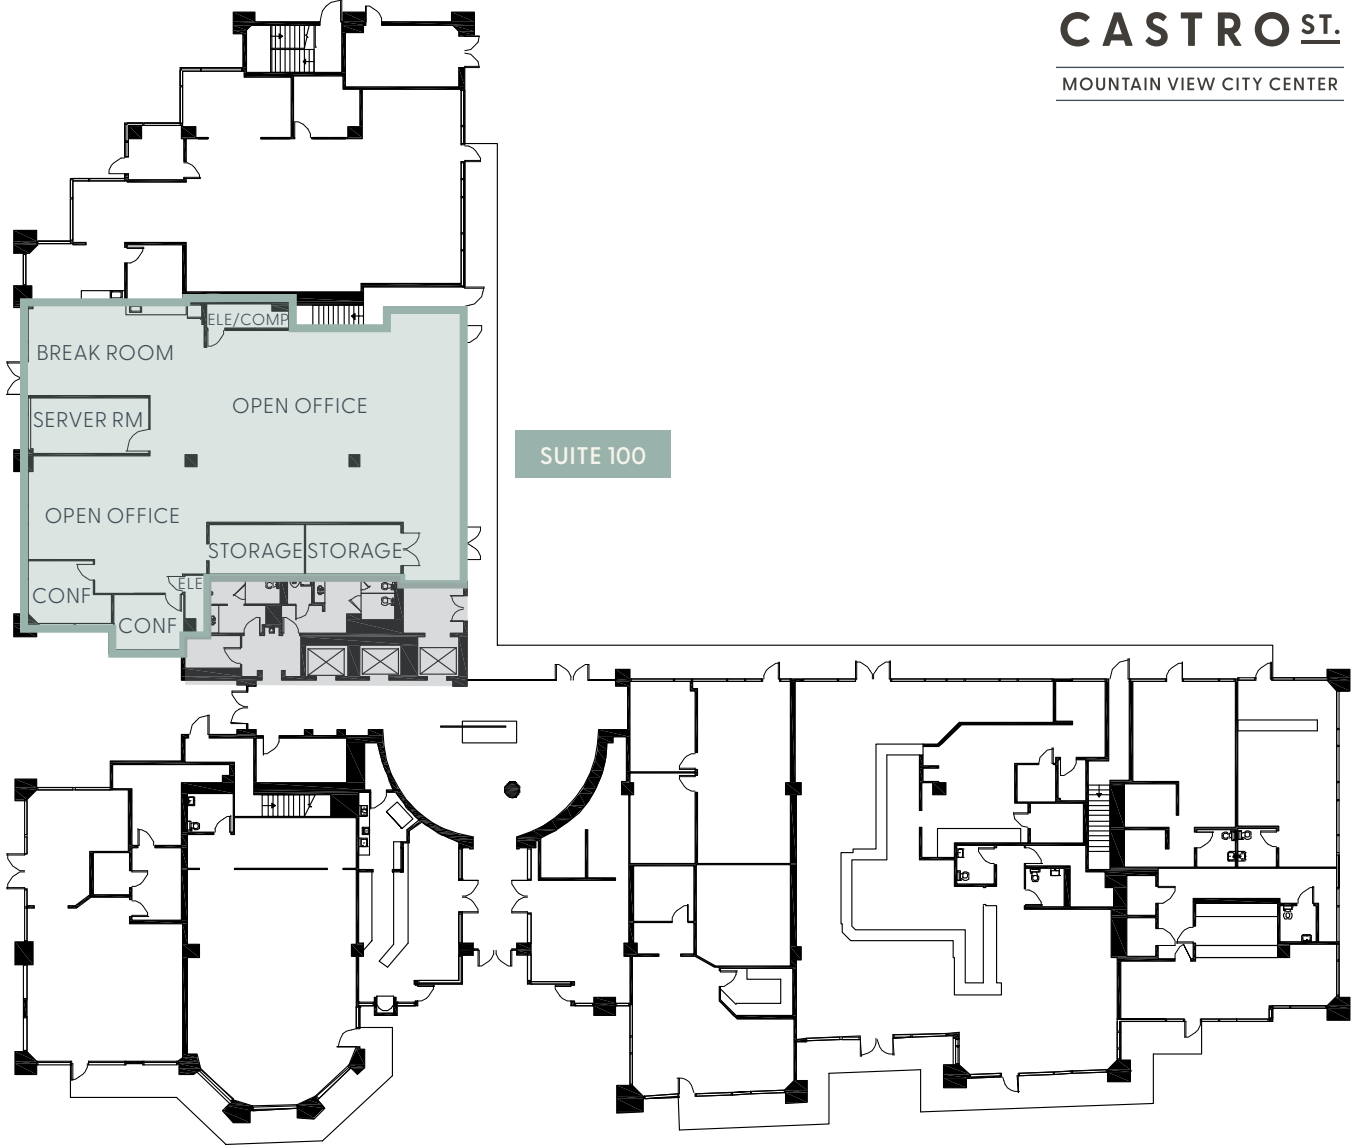 CASTRO ST.
MOUNTAIN VIEW CITY CENTER
ELE/COMP
BREAK ROOM
OPEN OFFICE
SERVER RM
SUITE 100
OPEN OFFICE
STORAGE STORAGE
ELE
CONF
CONF